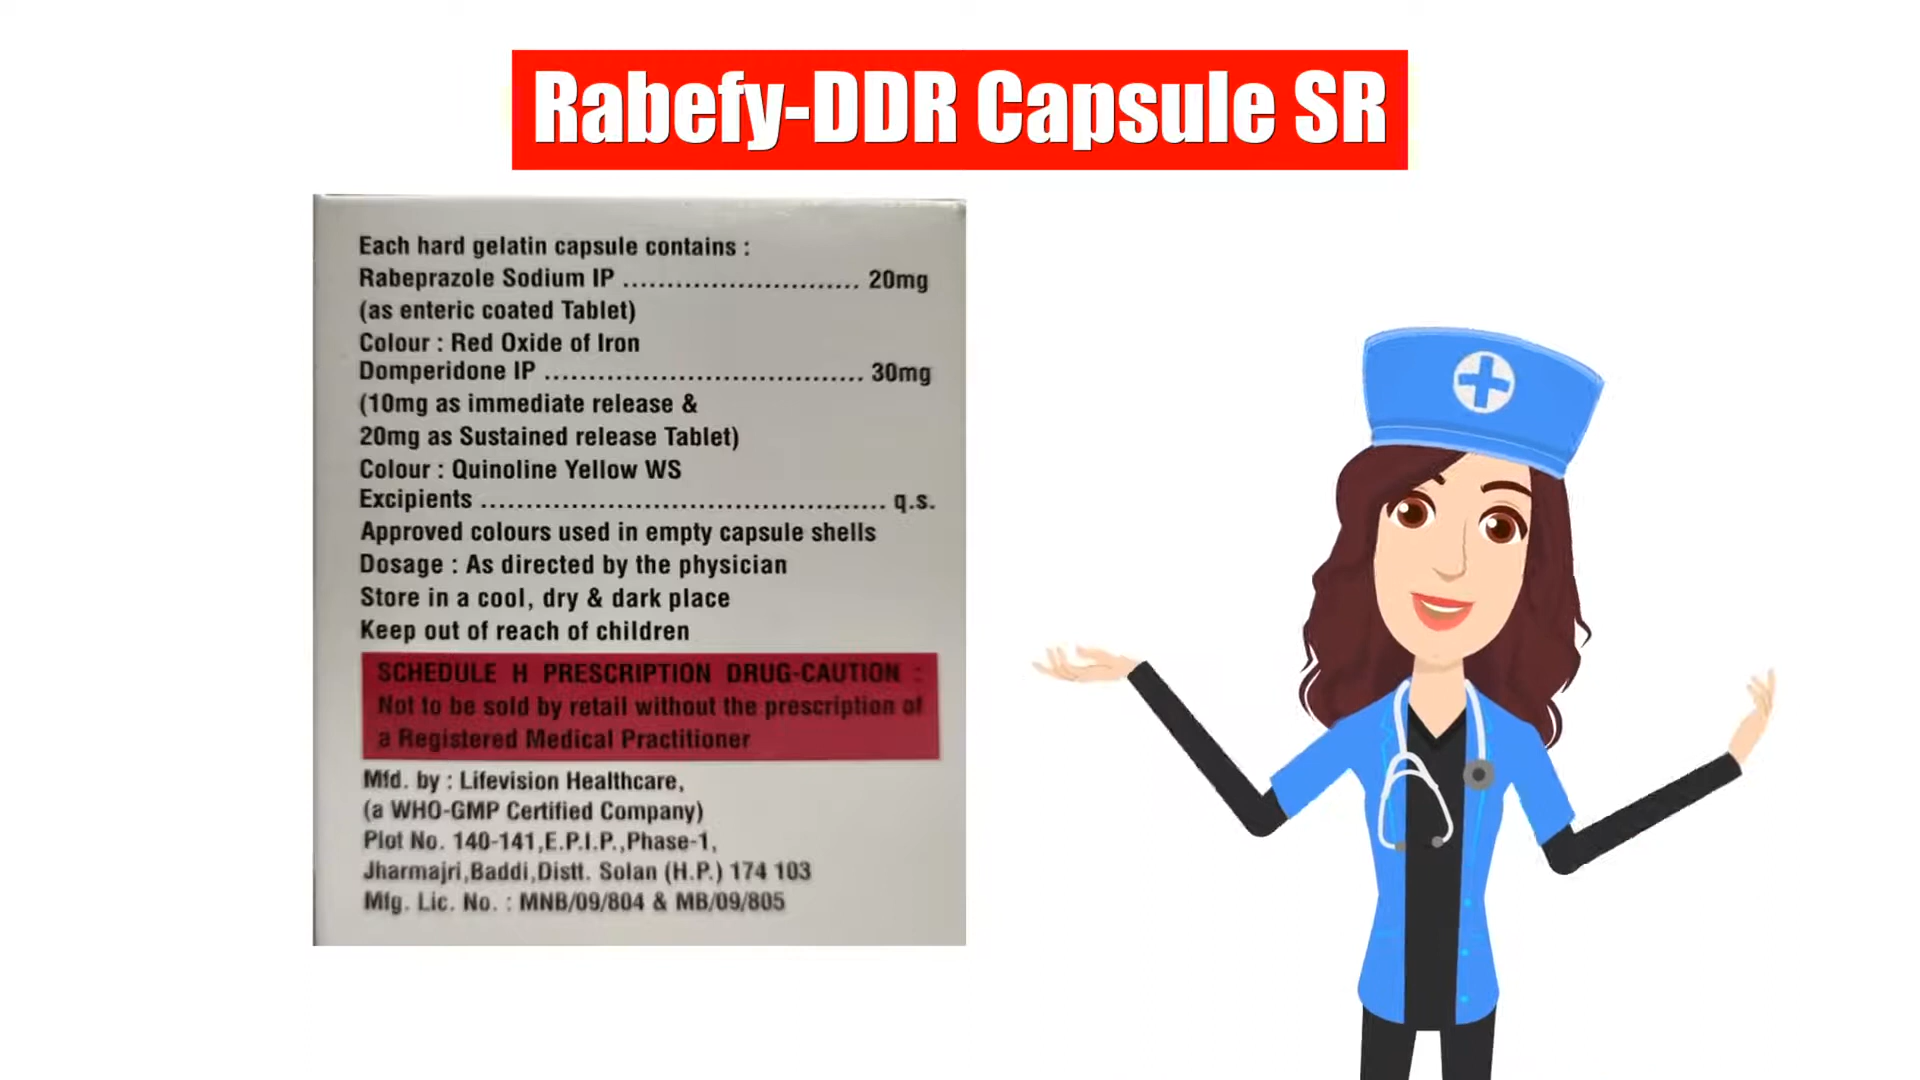 Rabefy-DDR Capsule SR
Each hard gelatin capsule contains :
Rabeprazole Sodium IP ........................... 20mg
(as enteric coated Tablet)
Colour : Red Oxide of Iron
Domperidone IP .................................... 30mg
(10mg as immediate release &
20mg as Sustained release Tablet)
Colour : Quinoline Yellow WS
Excipients .............................................. q.s.
Approved colours used in empty capsule shells
Dosage : As directed by the physician
Store in a cool, dry & dark place
Keep out of reach of children
SCHEDULE H PRESCRIPTION DRUG-CAUTION :
Not to be sold by retail without the prescription of
a Registered Medical Practitioner
Mfd. by : Lifevision Healthcare,
(a WHO-GMP Certified Company)
Plot No. 140-141,E.P.I.P.,Phase-1,
Jharmajri,Baddi,Distt. Solan (H.P.) 174 103
Mfg. Lic. No. : MNB/09/804 & MB/09/805